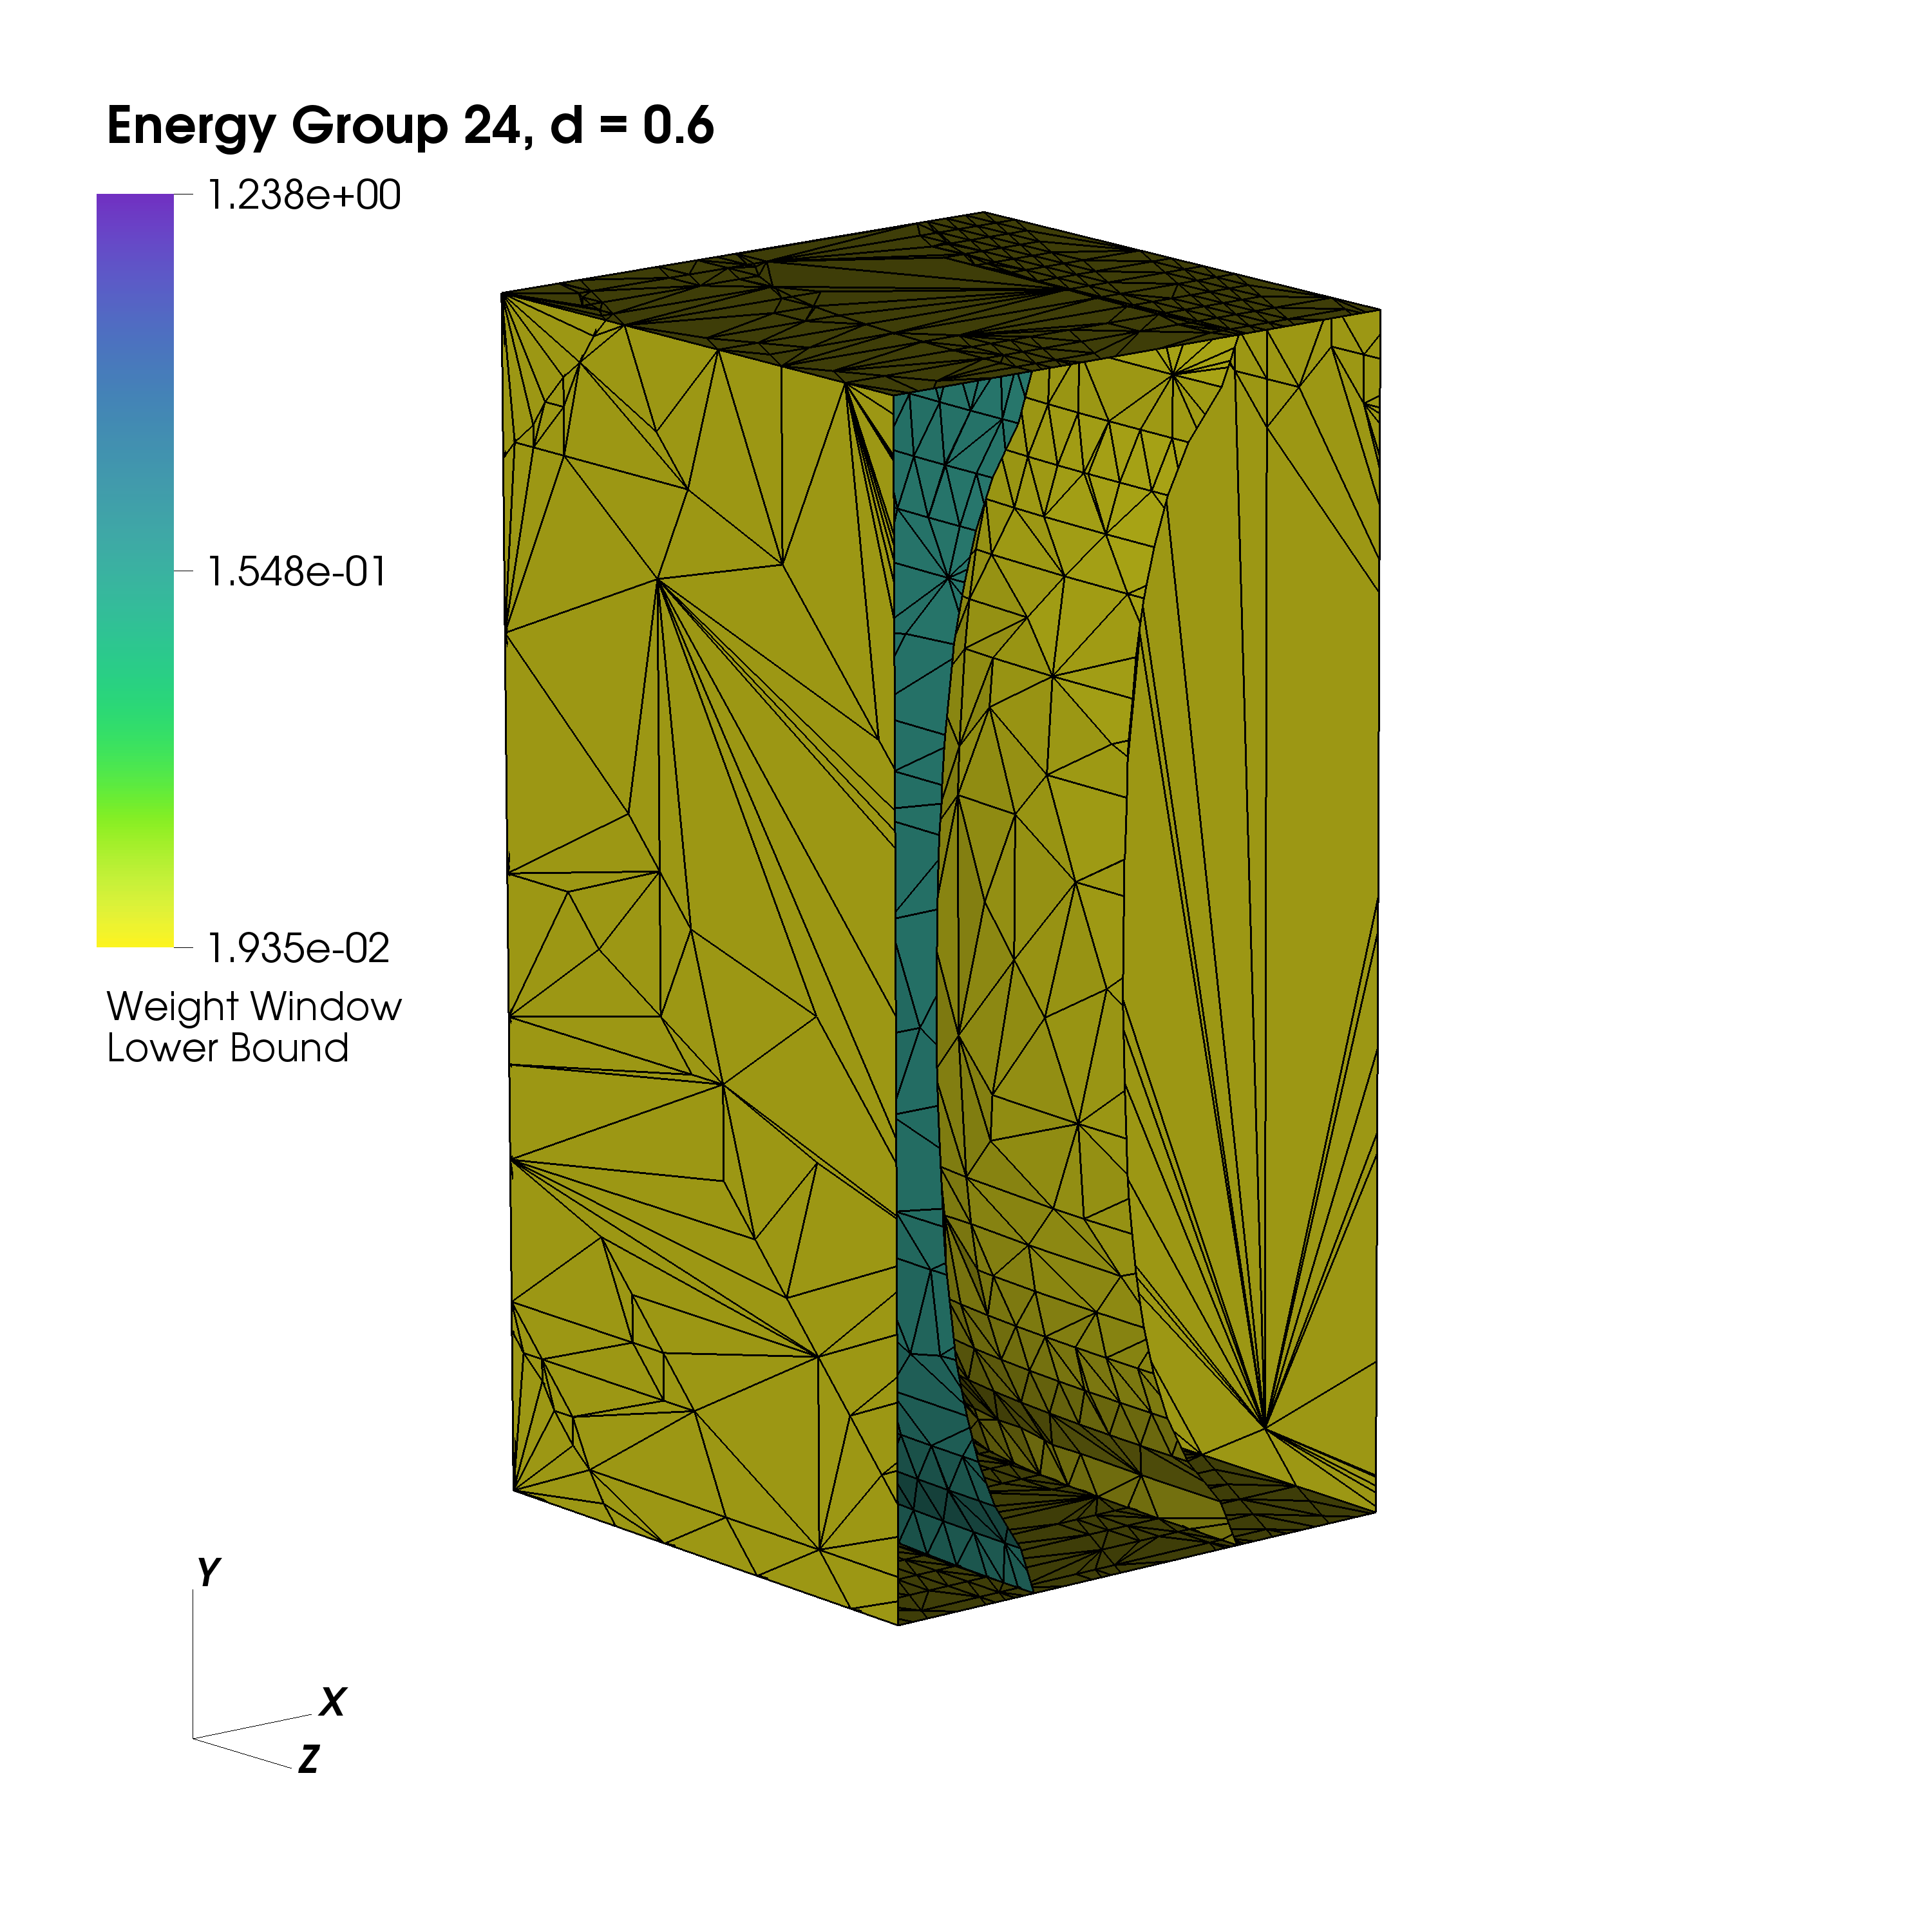 Energy Group 24, d = 0.6
1.238e+00
1.548e-01
1.935e-02
Weight Window
Lower Bound
Y
X
Z